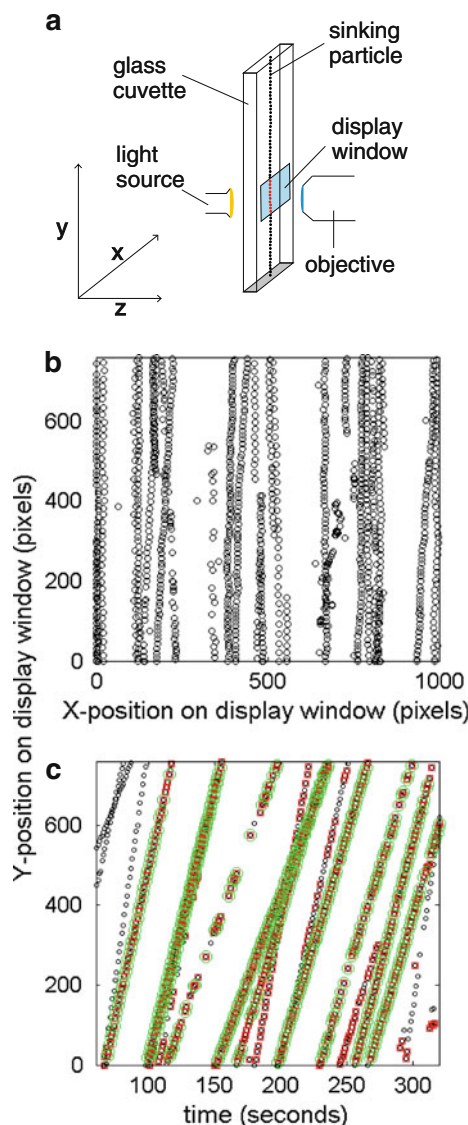 a
sinking
particle
glass
cuvette
display
window
light
source
y
x
z
objective
b
600
400
200
0
0 500 1000
X-position on display window (pixels)
Y-position on display window (pixels)
c
600
400
200
0
100 150 200 250 300
time (seconds)